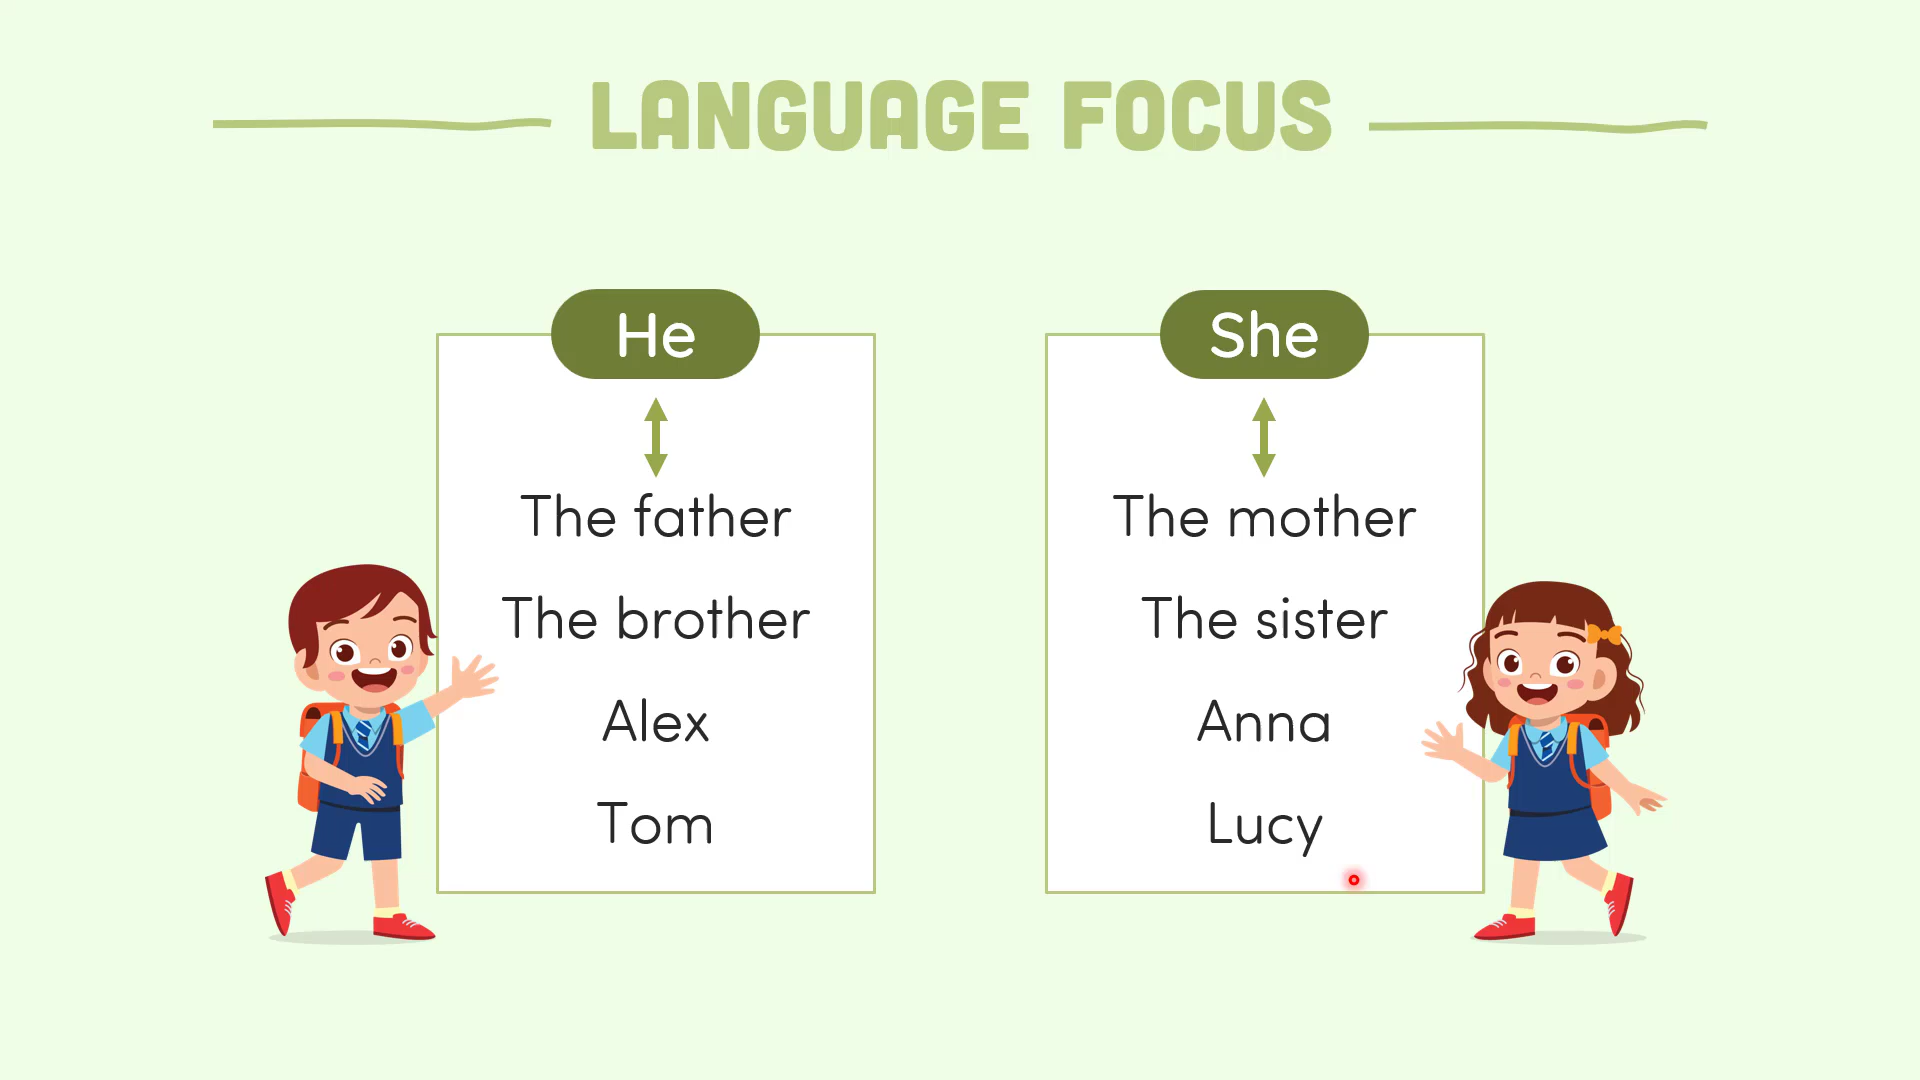 LANGUAGE FOCUS
He
The father
The brother
Alex
Tom
She
The mother
The sister
Anna
Lucy